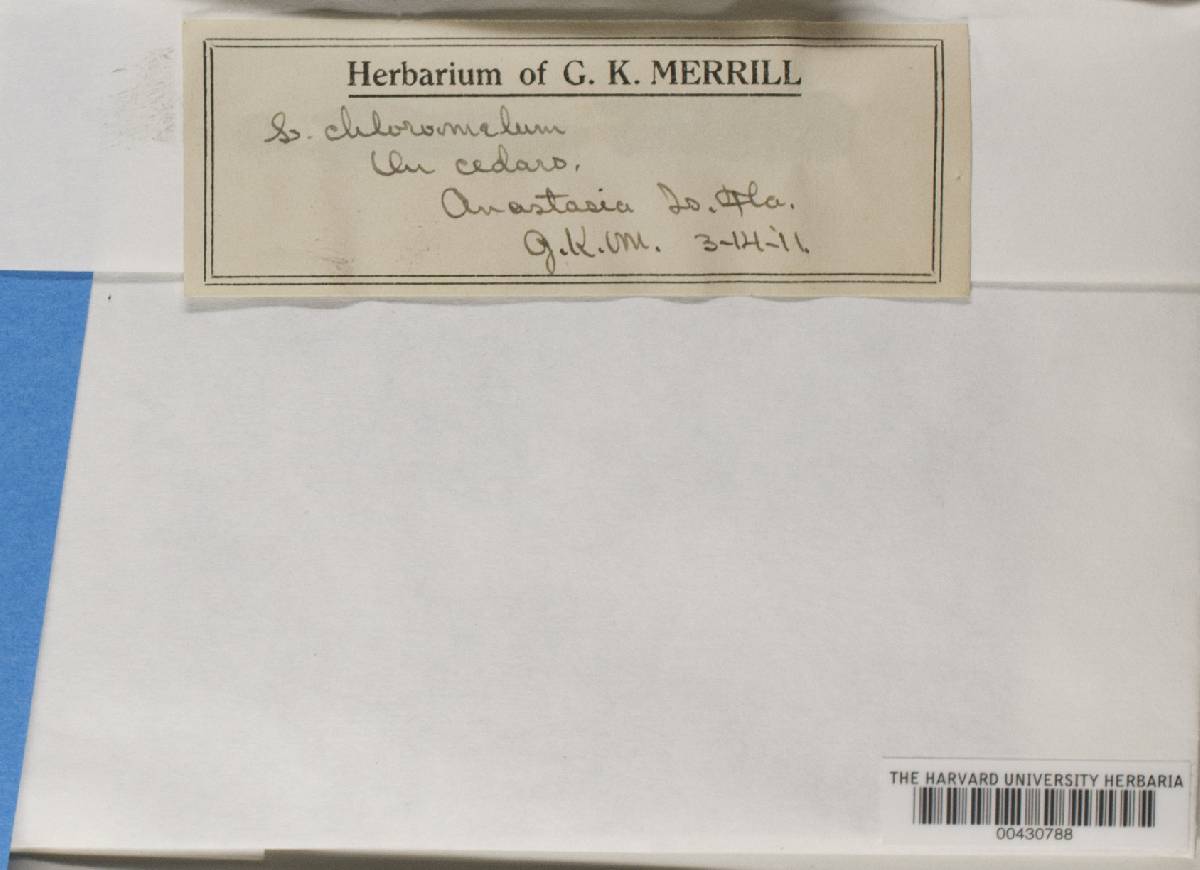 Herbarium of G. K. MERRILL
L. chloromelum
On cedars.
Anastasia Is. Fla.
G.K.M. 3-14-11.
THE HARVARD UNIVERSITY HERBARIA
00430788